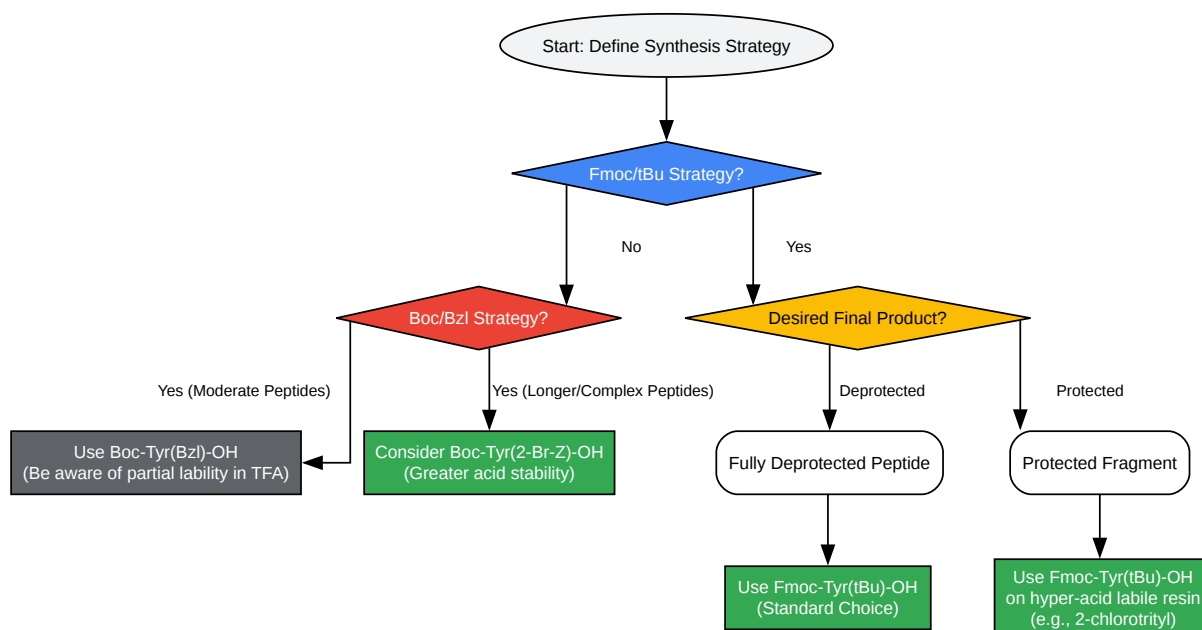 Start: Define Synthesis Strategy
Fmoc/tBu Strategy?
No
Yes
Boc/Bzl Strategy?
Desired Final Product?
Yes (Moderate Peptides)
Yes (Longer/Complex Peptides)
Deprotected
Protected
Use Boc-Tyr(Bzl)-OH
(Be aware of partial lability in TFA)
Consider Boc-Tyr(2-Br-Z)-OH
(Greater acid stability)
Fully Deprotected Peptide
Protected Fragment
Use Fmoc-Tyr(tBu)-OH
(Standard Choice)
Use Fmoc-Tyr(tBu)-OH
on hyper-acid labile resin
(e.g., 2-chlorotrityl)